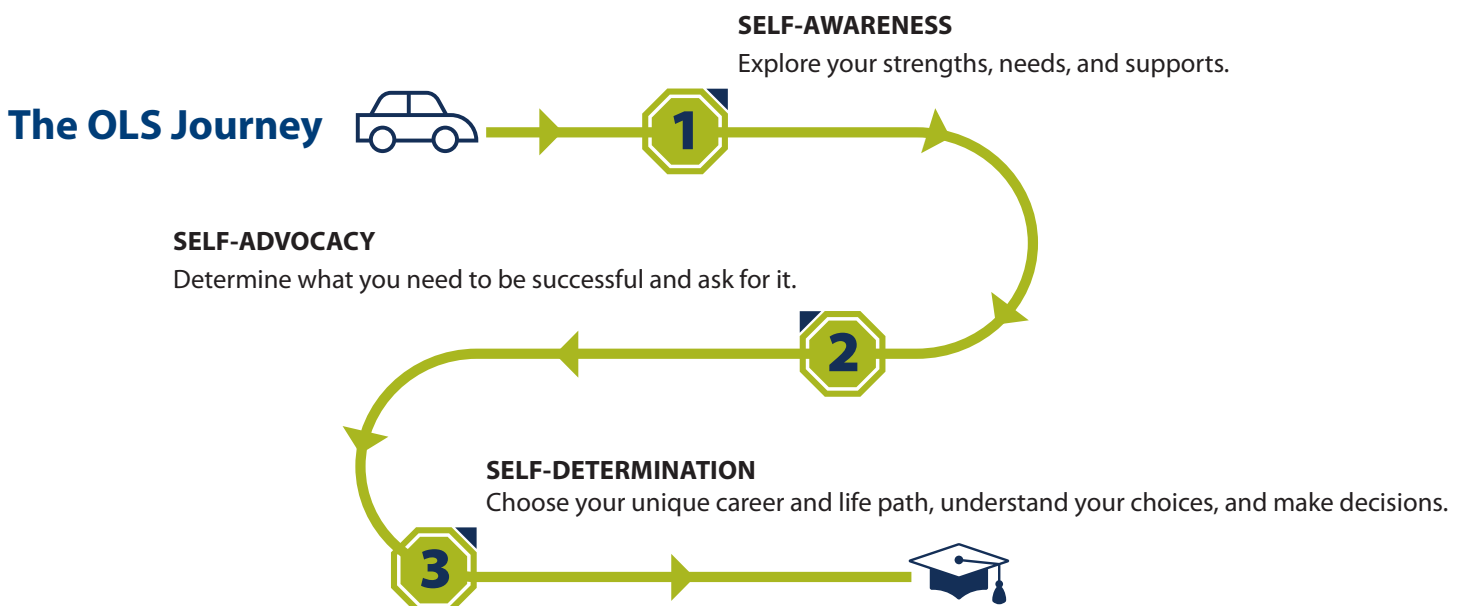 The OLS Journey
SELF-AWARENESS
Explore your strengths, needs, and supports.
1
SELF-ADVOCACY
Determine what you need to be successful and ask for it.
2
SELF-DETERMINATION
Choose your unique career and life path, understand your choices, and make decisions.
3